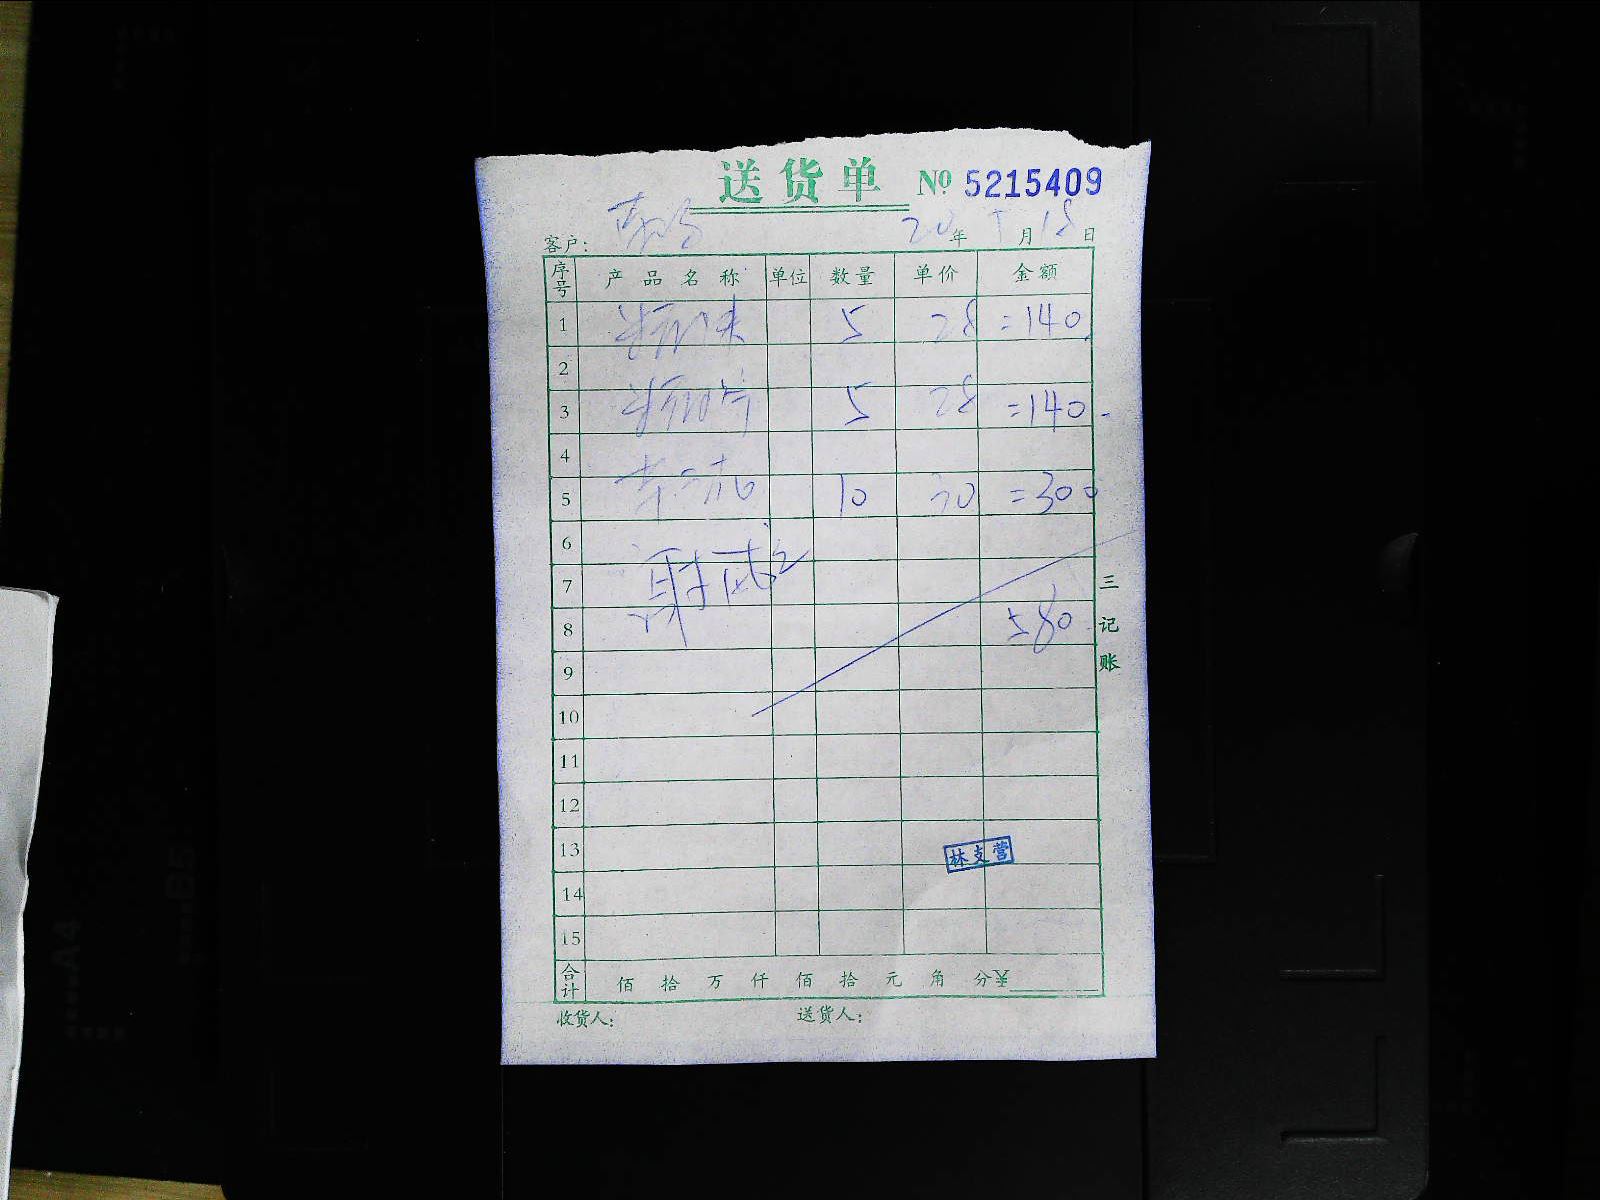 送货单 № 5215409
客户： 20 年 月 18 日
序号 产品名称 单位 数量 单价 金额
1 5 28 =140
2
3 5 28 =140.
4
5 10 30 =300
6
7 谢
8 580
9
10
11
12
13
14
15
三记账
林支营
合计 佰 拾 万 仟 佰 拾 元 角 分¥
收货人： 送货人：